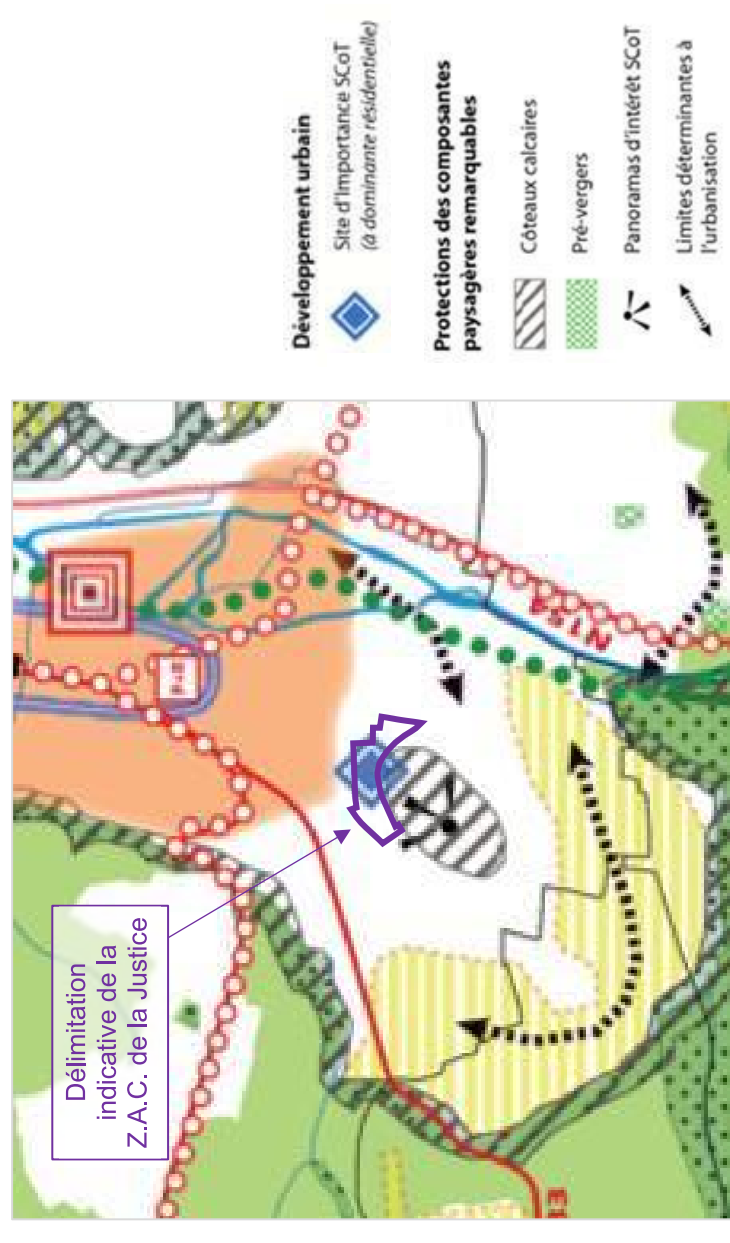 Délimitation
indicative de la
Z.A.C. de la Justice
P+R
N154
Développement urbain
Site d'Importance SCoT
(à dominante résidentielle)
Protections des composantes
paysagères remarquables
Côteaux calcaires
Pré-vergers
Panoramas d'intérêt SCoT
Limites déterminantes à
l'urbanisation